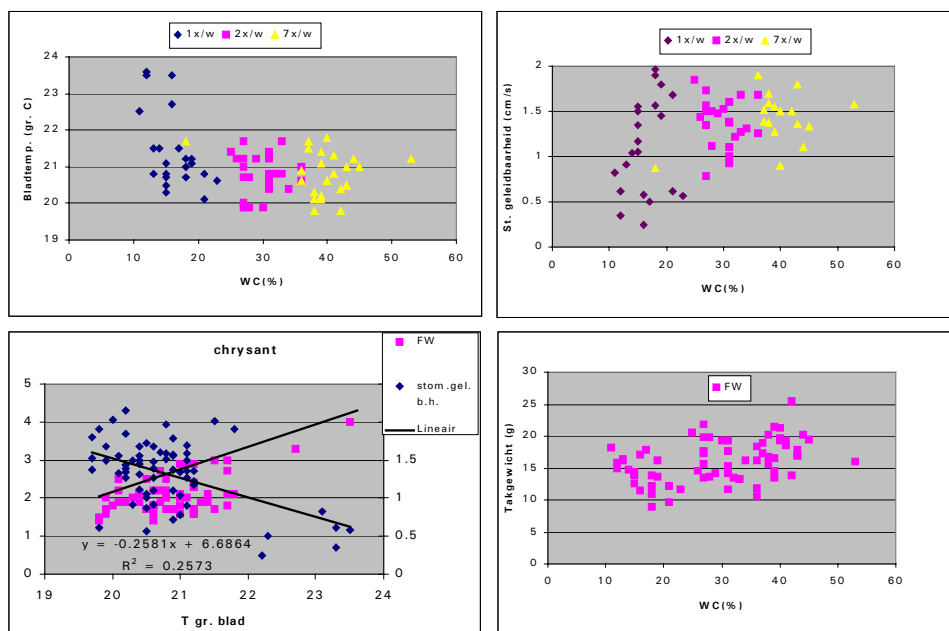 1x/w 2x/w 7x/w
Bladtemp. (gr. C)
24
23
22
21
20
19
0 10 20 30 40 50 60
WC(%)
1x/w 2x/w 7x/w
St. geleidbaarheid (cm/s)
2
1.5
1
0.5
0
0 10 20 30 40 50 60
WC(%)
chrysant
FW
stom.gel. b.h.
Lineair
5
4
3
2
1
0
1.5
1
0.5
0
y = -0.2581x + 6.6864
R² = 0.2573
19 20 21 22 23 24
T gr. blad
FW
Takgewicht (g)
30
25
20
15
10
5
0
0 10 20 30 40 50 60
WC(%)